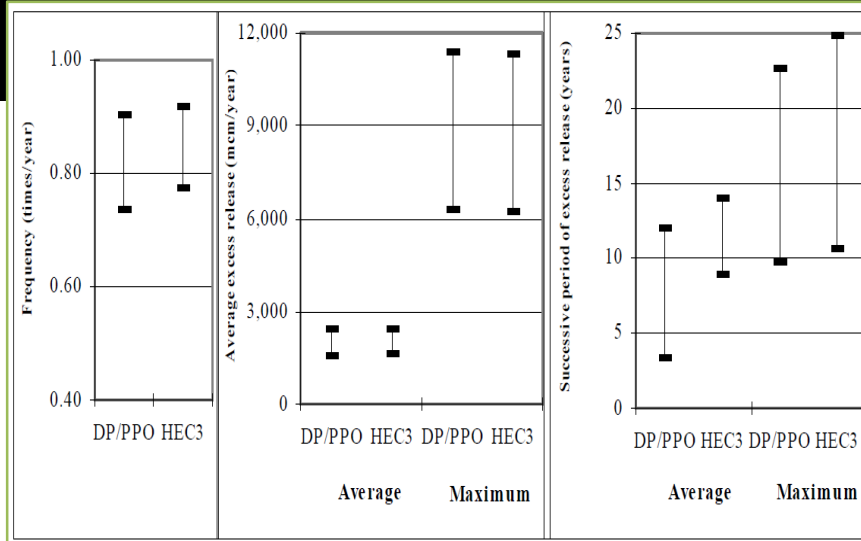 Frequency (times/year)
1.00
0.80
0.60
0.40
DP/PPO HEC3
Average excess release (mcm/year)
12,000
9,000
6,000
3,000
0
DP/PPO HEC3 DP/PPO HEC3
Average Maximum
Successive period of excess release (years)
25
20
15
10
5
0
DP/PPO HEC3 DP/PPO HEC3
Average Maximum